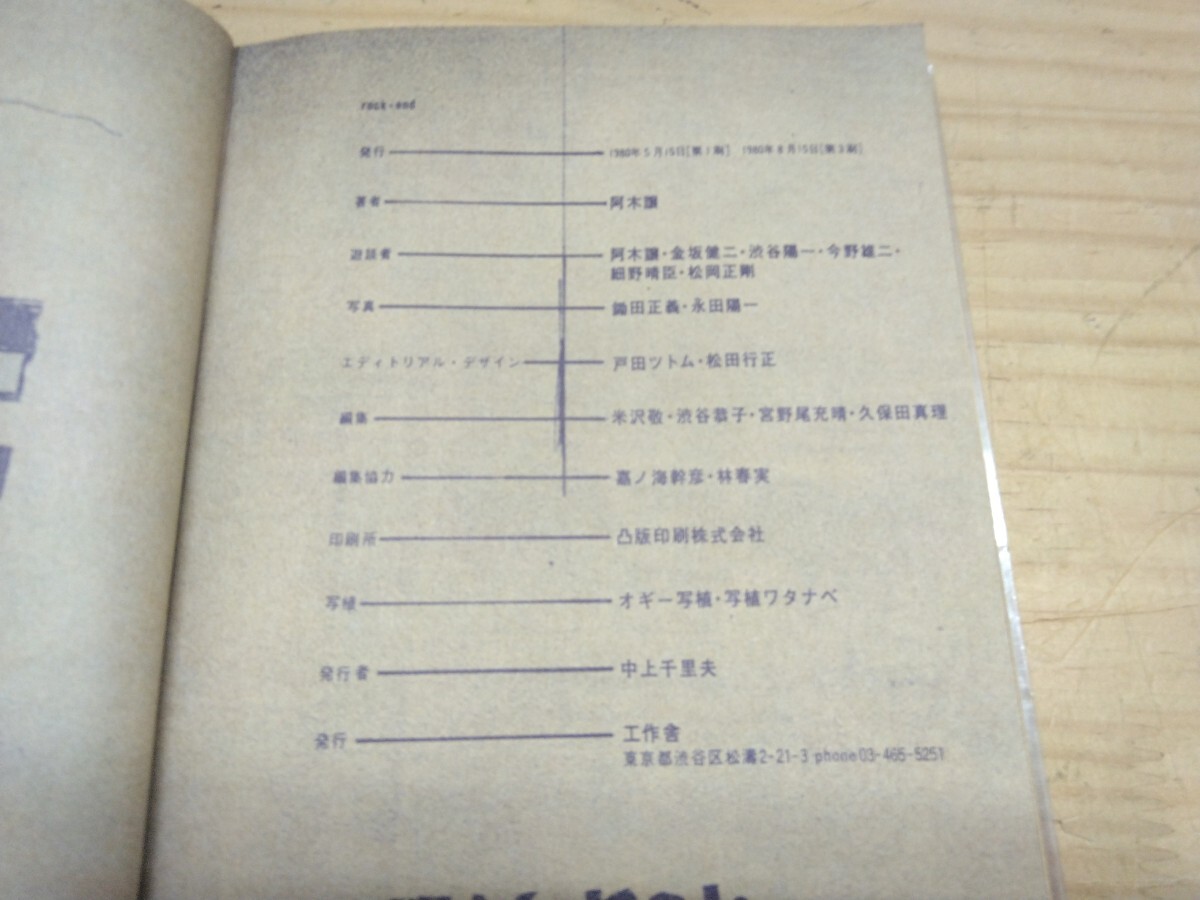 rock・end
発行 1980年5月15日[第1刷] 1980年8月15日[第3刷]
著者 阿木譲
遊談者 阿木譲・金坂健二・渋谷陽一・今野雄二・
細野晴臣・松岡正剛
写真 鋤田正義・永田陽一
エディトリアル・デザイン 戸田ツトム・松田行正
編集 米沢敬・渋谷恭子・宮野尾充晴・久保田真理
編集協力 嘉ノ海幹彦・林春実
印刷所 凸版印刷株式会社
写植 オギー写植・写植ワタナベ
発行者 中上千里夫
発行 工作舎
東京都渋谷区松濤2-21-3 phone03-465-5251